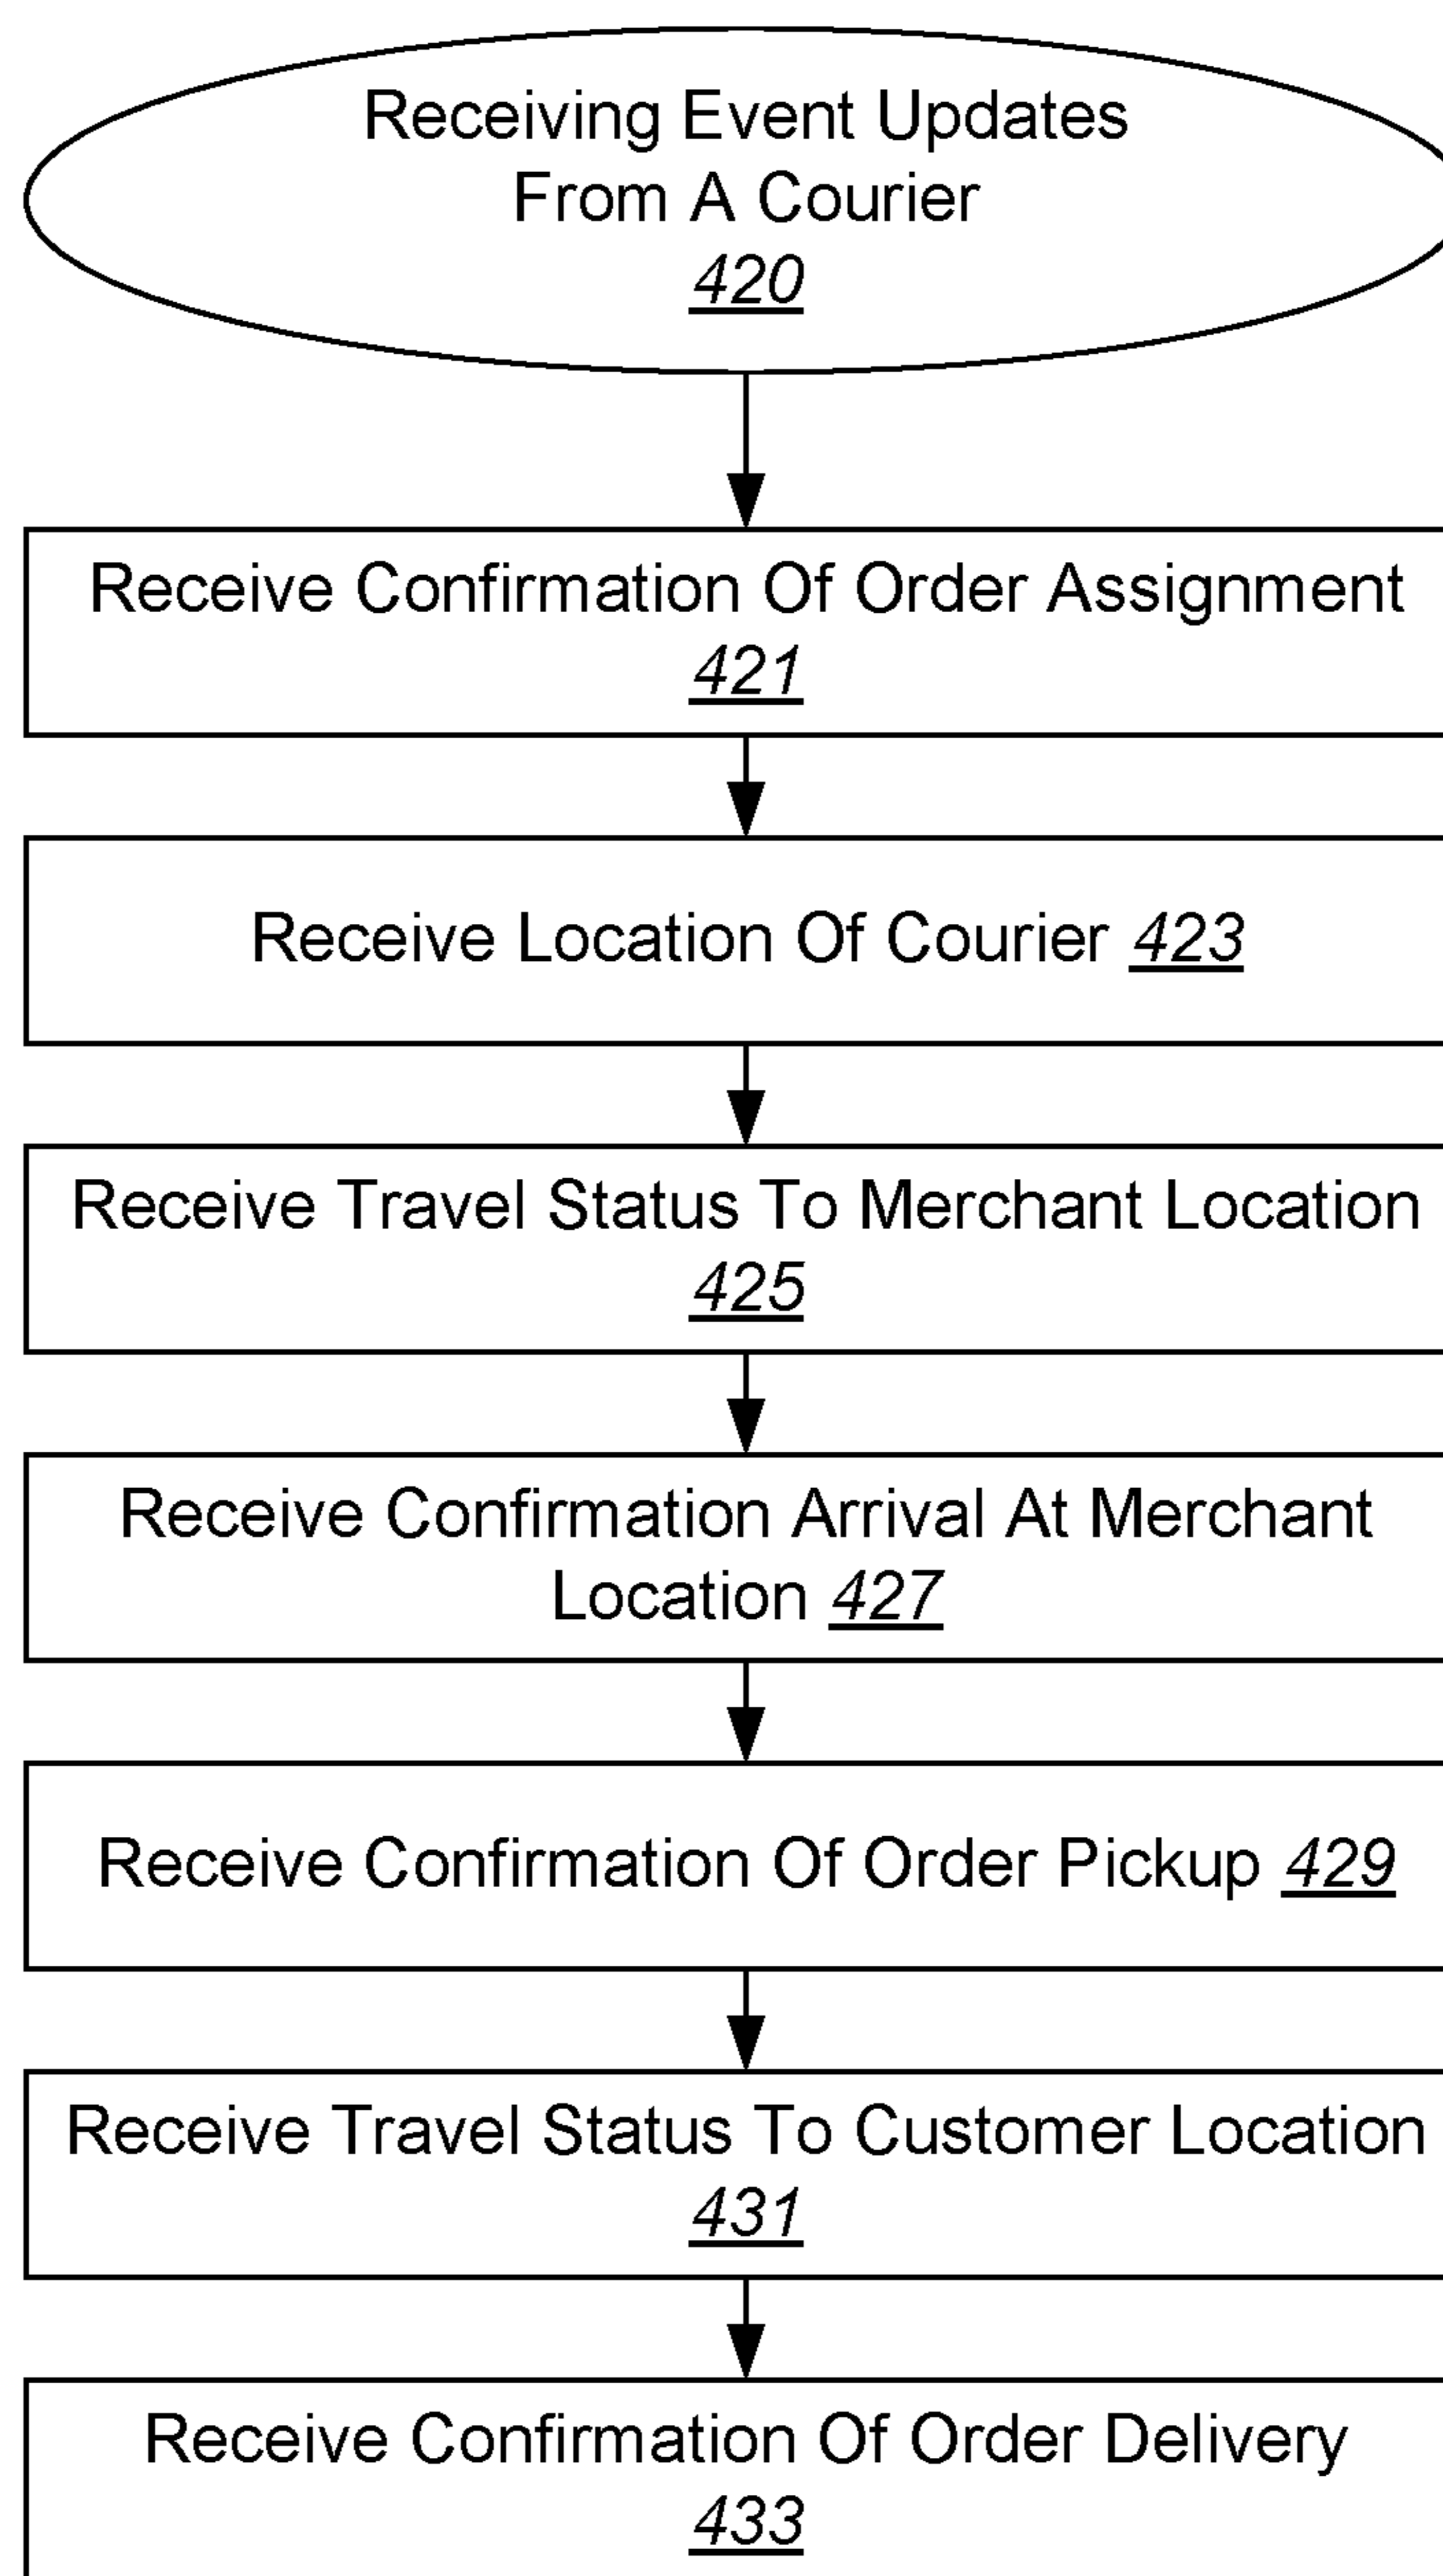 Receiving Event Updates
From A Courier
420
Receive Confirmation Of Order Assignment
421
Receive Location Of Courier 423
Receive Travel Status To Merchant Location
425
Receive Confirmation Arrival At Merchant
Location 427
Receive Confirmation Of Order Pickup 429
Receive Travel Status To Customer Location
431
Receive Confirmation Of Order Delivery
433